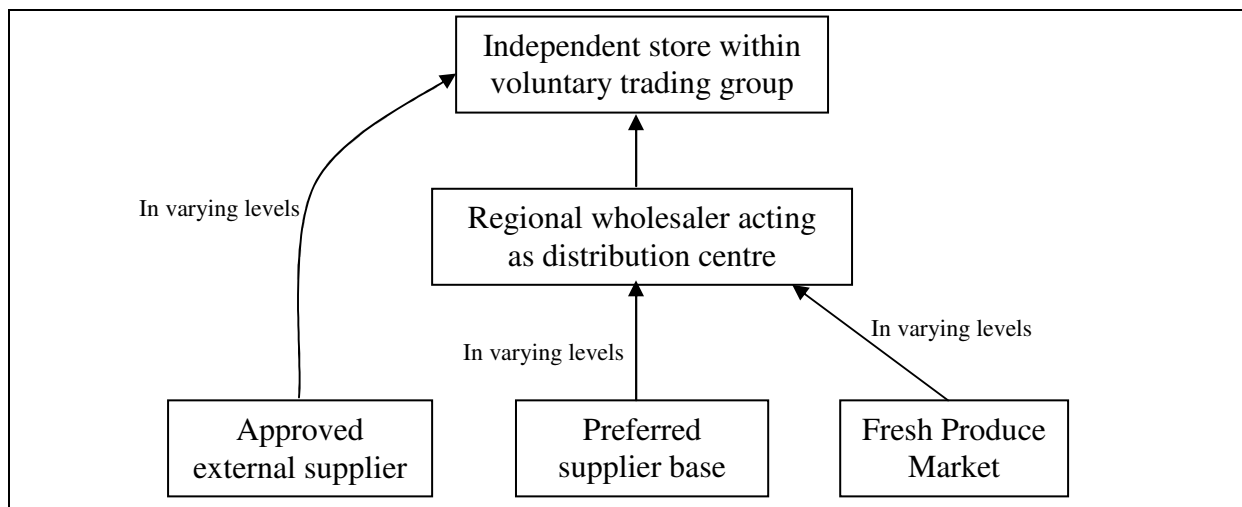 Independent store within
voluntary trading group
In varying levels
Regional wholesaler acting
as distribution centre
In varying levels
In varying levels
Approved
external supplier
Preferred
supplier base
Fresh Produce
Market